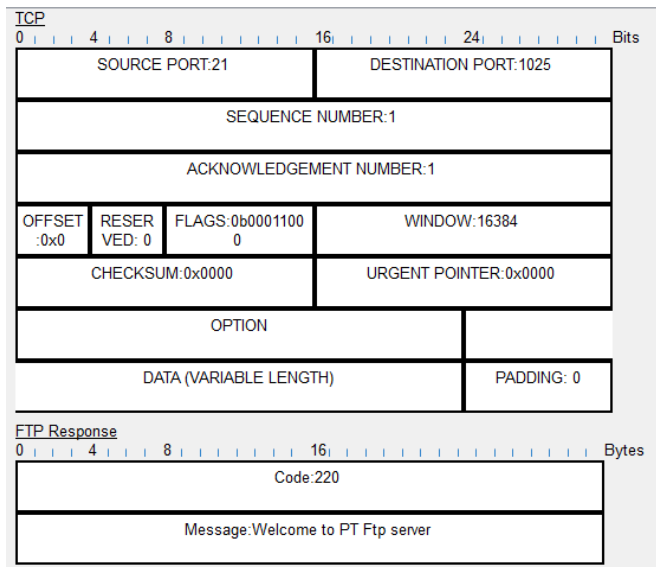 TCP
0 4 8 16 24 Bits
SOURCE PORT:21 DESTINATION PORT:1025
SEQUENCE NUMBER:1
ACKNOWLEDGEMENT NUMBER:1
OFFSET RESER FLAGS:0b0001100 WINDOW:16384
:0x0 VED: 0 0
CHECKSUM:0x0000 URGENT POINTER:0x0000
OPTION
DATA (VARIABLE LENGTH) PADDING: 0
FTP Response
0 4 8 16 Bytes
Code:220
Message:Welcome to PT Ftp server